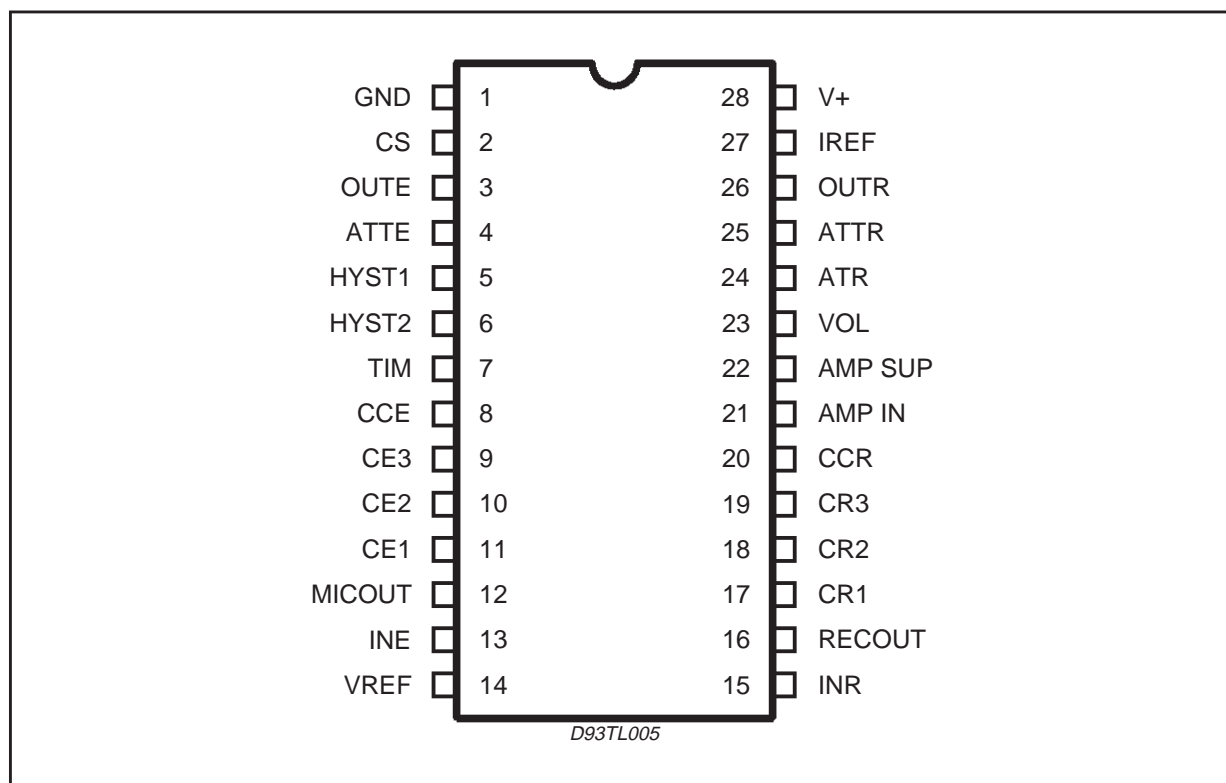 GND 1 28 V+
CS 2 27 IREF
OUTE 3 26 OUTR
ATTE 4 25 ATTR
HYST1 5 24 ATR
HYST2 6 23 VOL
TIM 7 22 AMP SUP
CCE 8 21 AMP IN
CE3 9 20 CCR
CE2 10 19 CR3
CE1 11 18 CR2
MICOUT 12 17 CR1
INE 13 16 RECOUT
VREF 14 15 INR
D93TL005